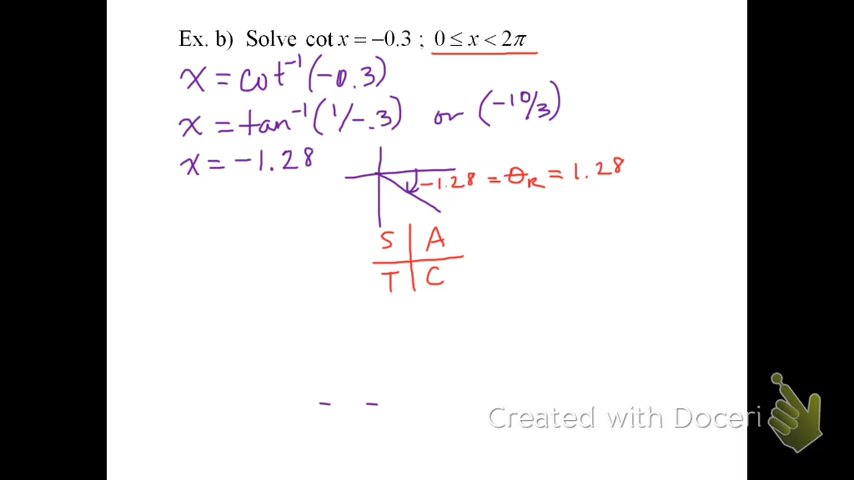 Ex. b) Solve cot x = −0.3 ; 0 ≤ x < 2π
x = cot⁻¹(−0.3)
x = tan⁻¹(1/−.3) or (−10/3)
x = −1.28
−1.28 = θR = 1.28
S A
T C
Created with Doceri